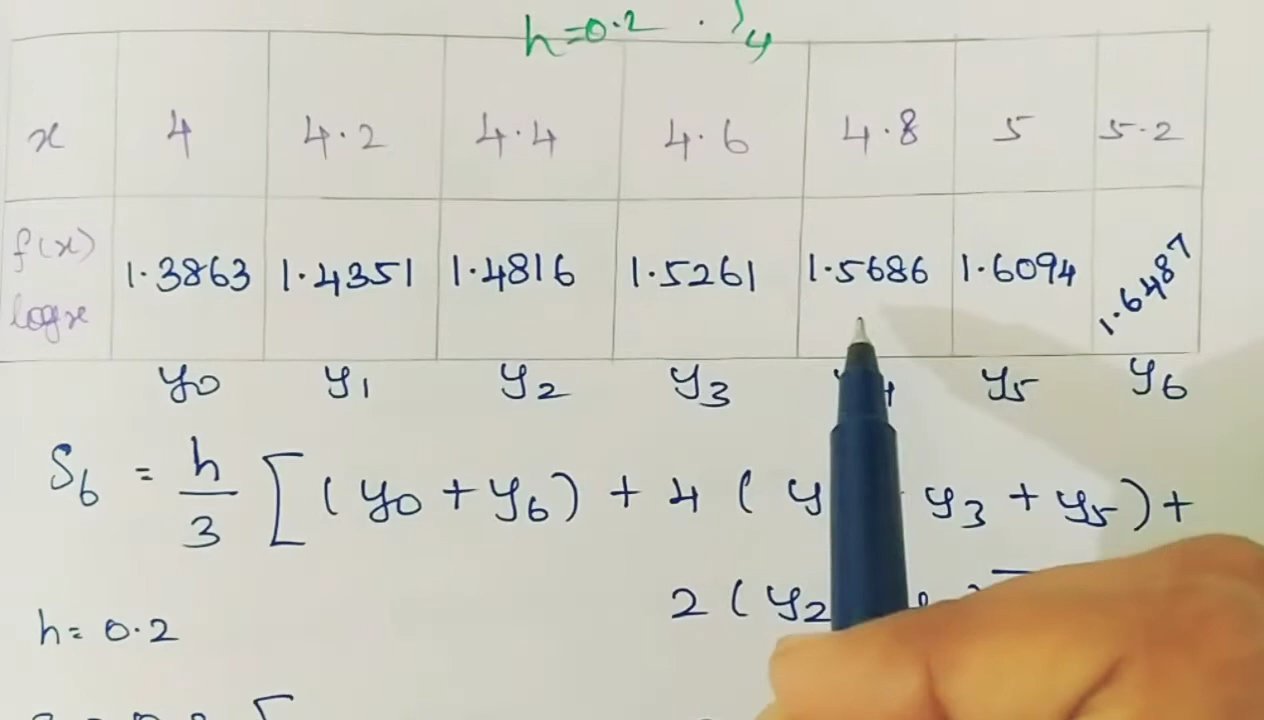 h=0.2
x 4 4.2 4.4 4.6 4.8 5 5.2
f(x) logx 1.3863 1.4351 1.4816 1.5261 1.5686 1.6094 1.6487
y0 y1 y2 y3 y5 y6
S6 = h/3 [(y0 + y6) + 4 (y y3 + y5) +
2 (y2
h= 0.2